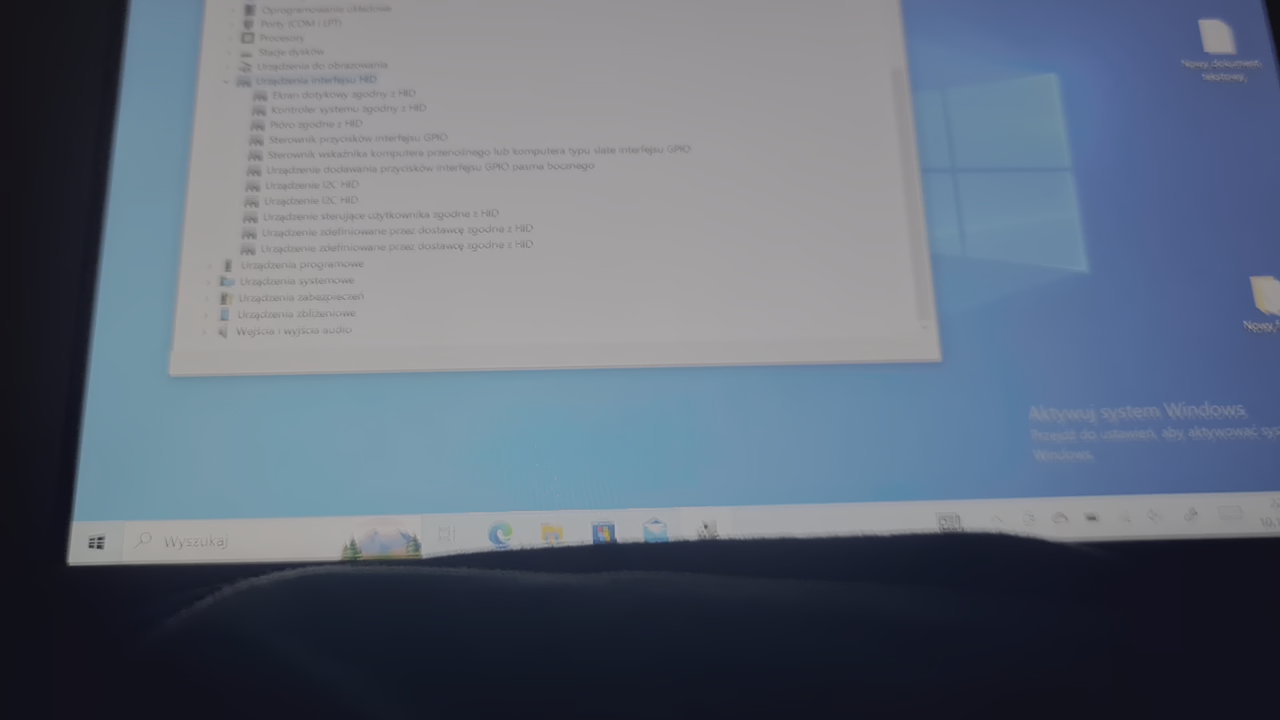 Oprogramowanie układowe
Porty (COM i LPT)
Procesory
Stacje dysków
Urządzenia do obrazowania
Urządzenia interfejsu HID
Ekran dotykowy zgodny z HID
Kontroler systemu zgodny z HID
Pióro zgodne z HID
Sterownik przycisków interfejsu GPIO
Sterownik wskaźnika komputera przenośnego lub komputera typu slate interfejsu GPIO
Urządzenie dodawania przycisków interfejsu GPIO pasma bocznego
Urządzenie I2C HID
Urządzenie I2C HID
Urządzenie sterujące użytkownika zgodne z HID
Urządzenie zdefiniowane przez dostawcę zgodne z HID
Urządzenie zdefiniowane przez dostawcę zgodne z HID
Urządzenia programowe
Urządzenia systemowe
Urządzenia zabezpieczeń
Urządzenia zbliżeniowe
Wejścia i wyjścia audio
Nowy dokument
tekstowy
Nowy
Aktywuj system Windows
Przejdź do ustawień, aby aktywować sys
Windows.
Wyszukaj